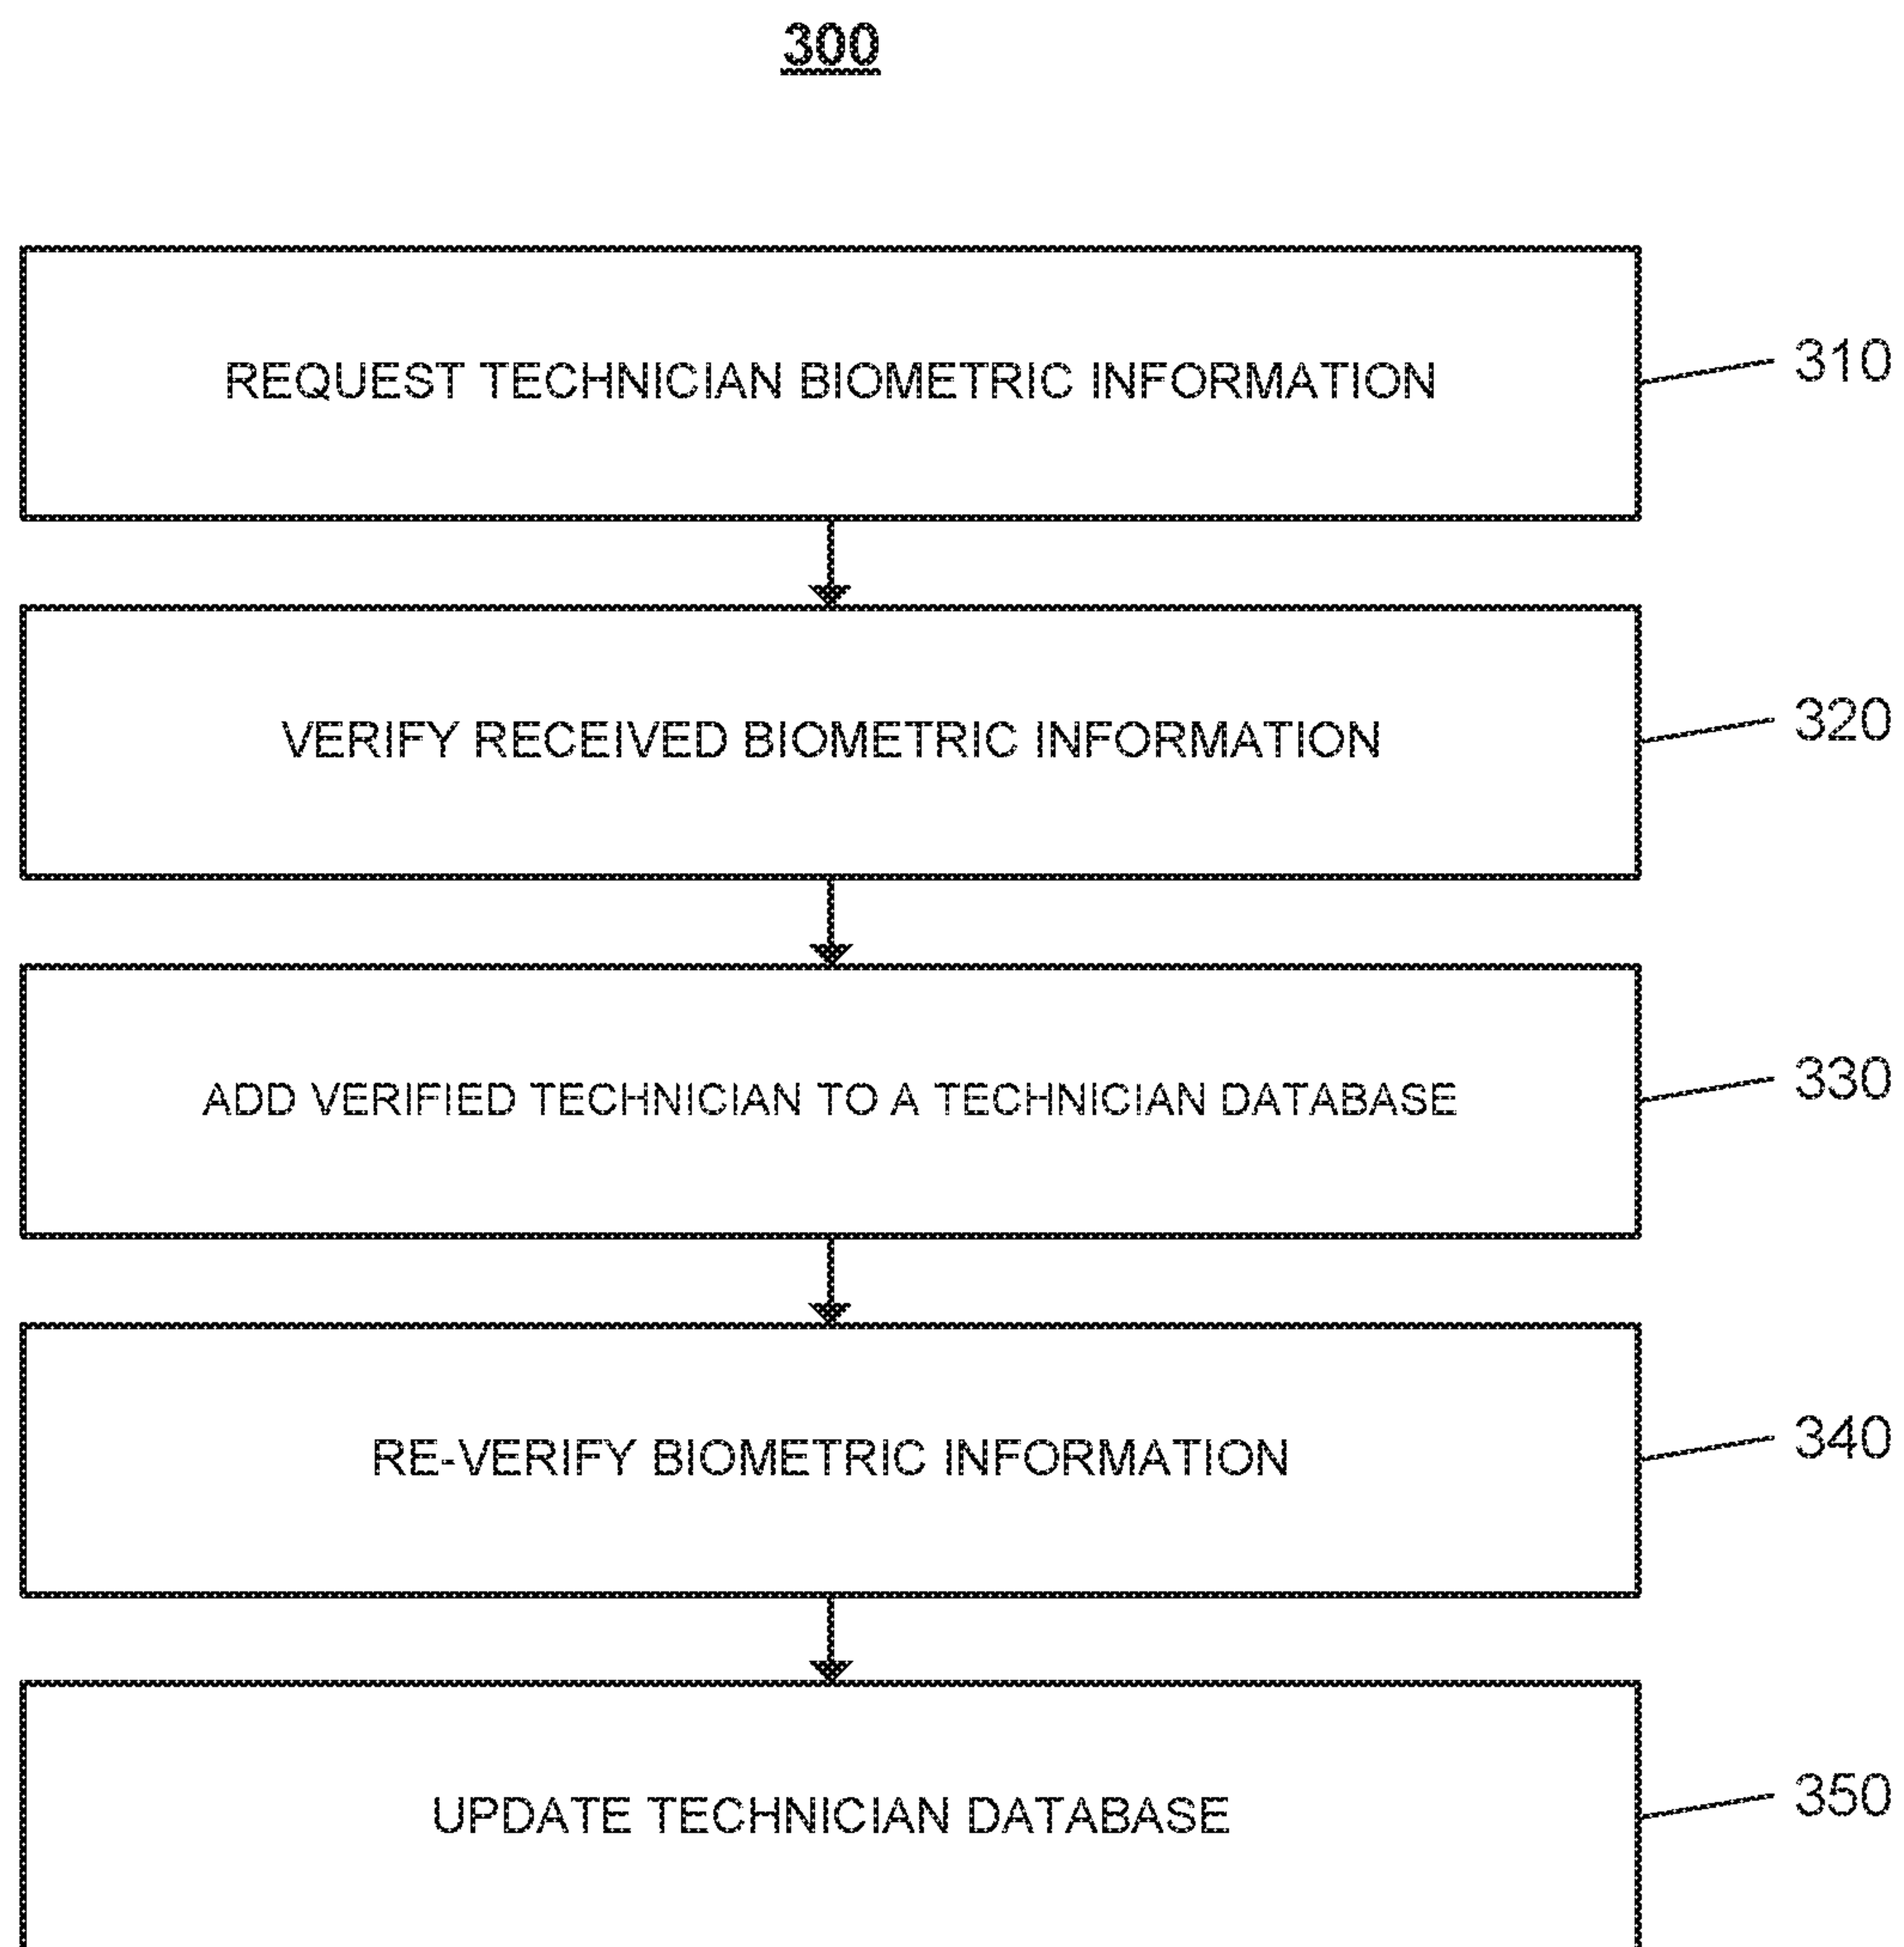 300
REQUEST TECHNICIAN BIOMETRIC INFORMATION
310
VERIFY RECEIVED BIOMETRIC INFORMATION
320
ADD VERIFIED TECHNICIAN TO A TECHNICIAN DATABASE
330
RE-VERIFY BIOMETRIC INFORMATION
340
UPDATE TECHNICIAN DATABASE
350